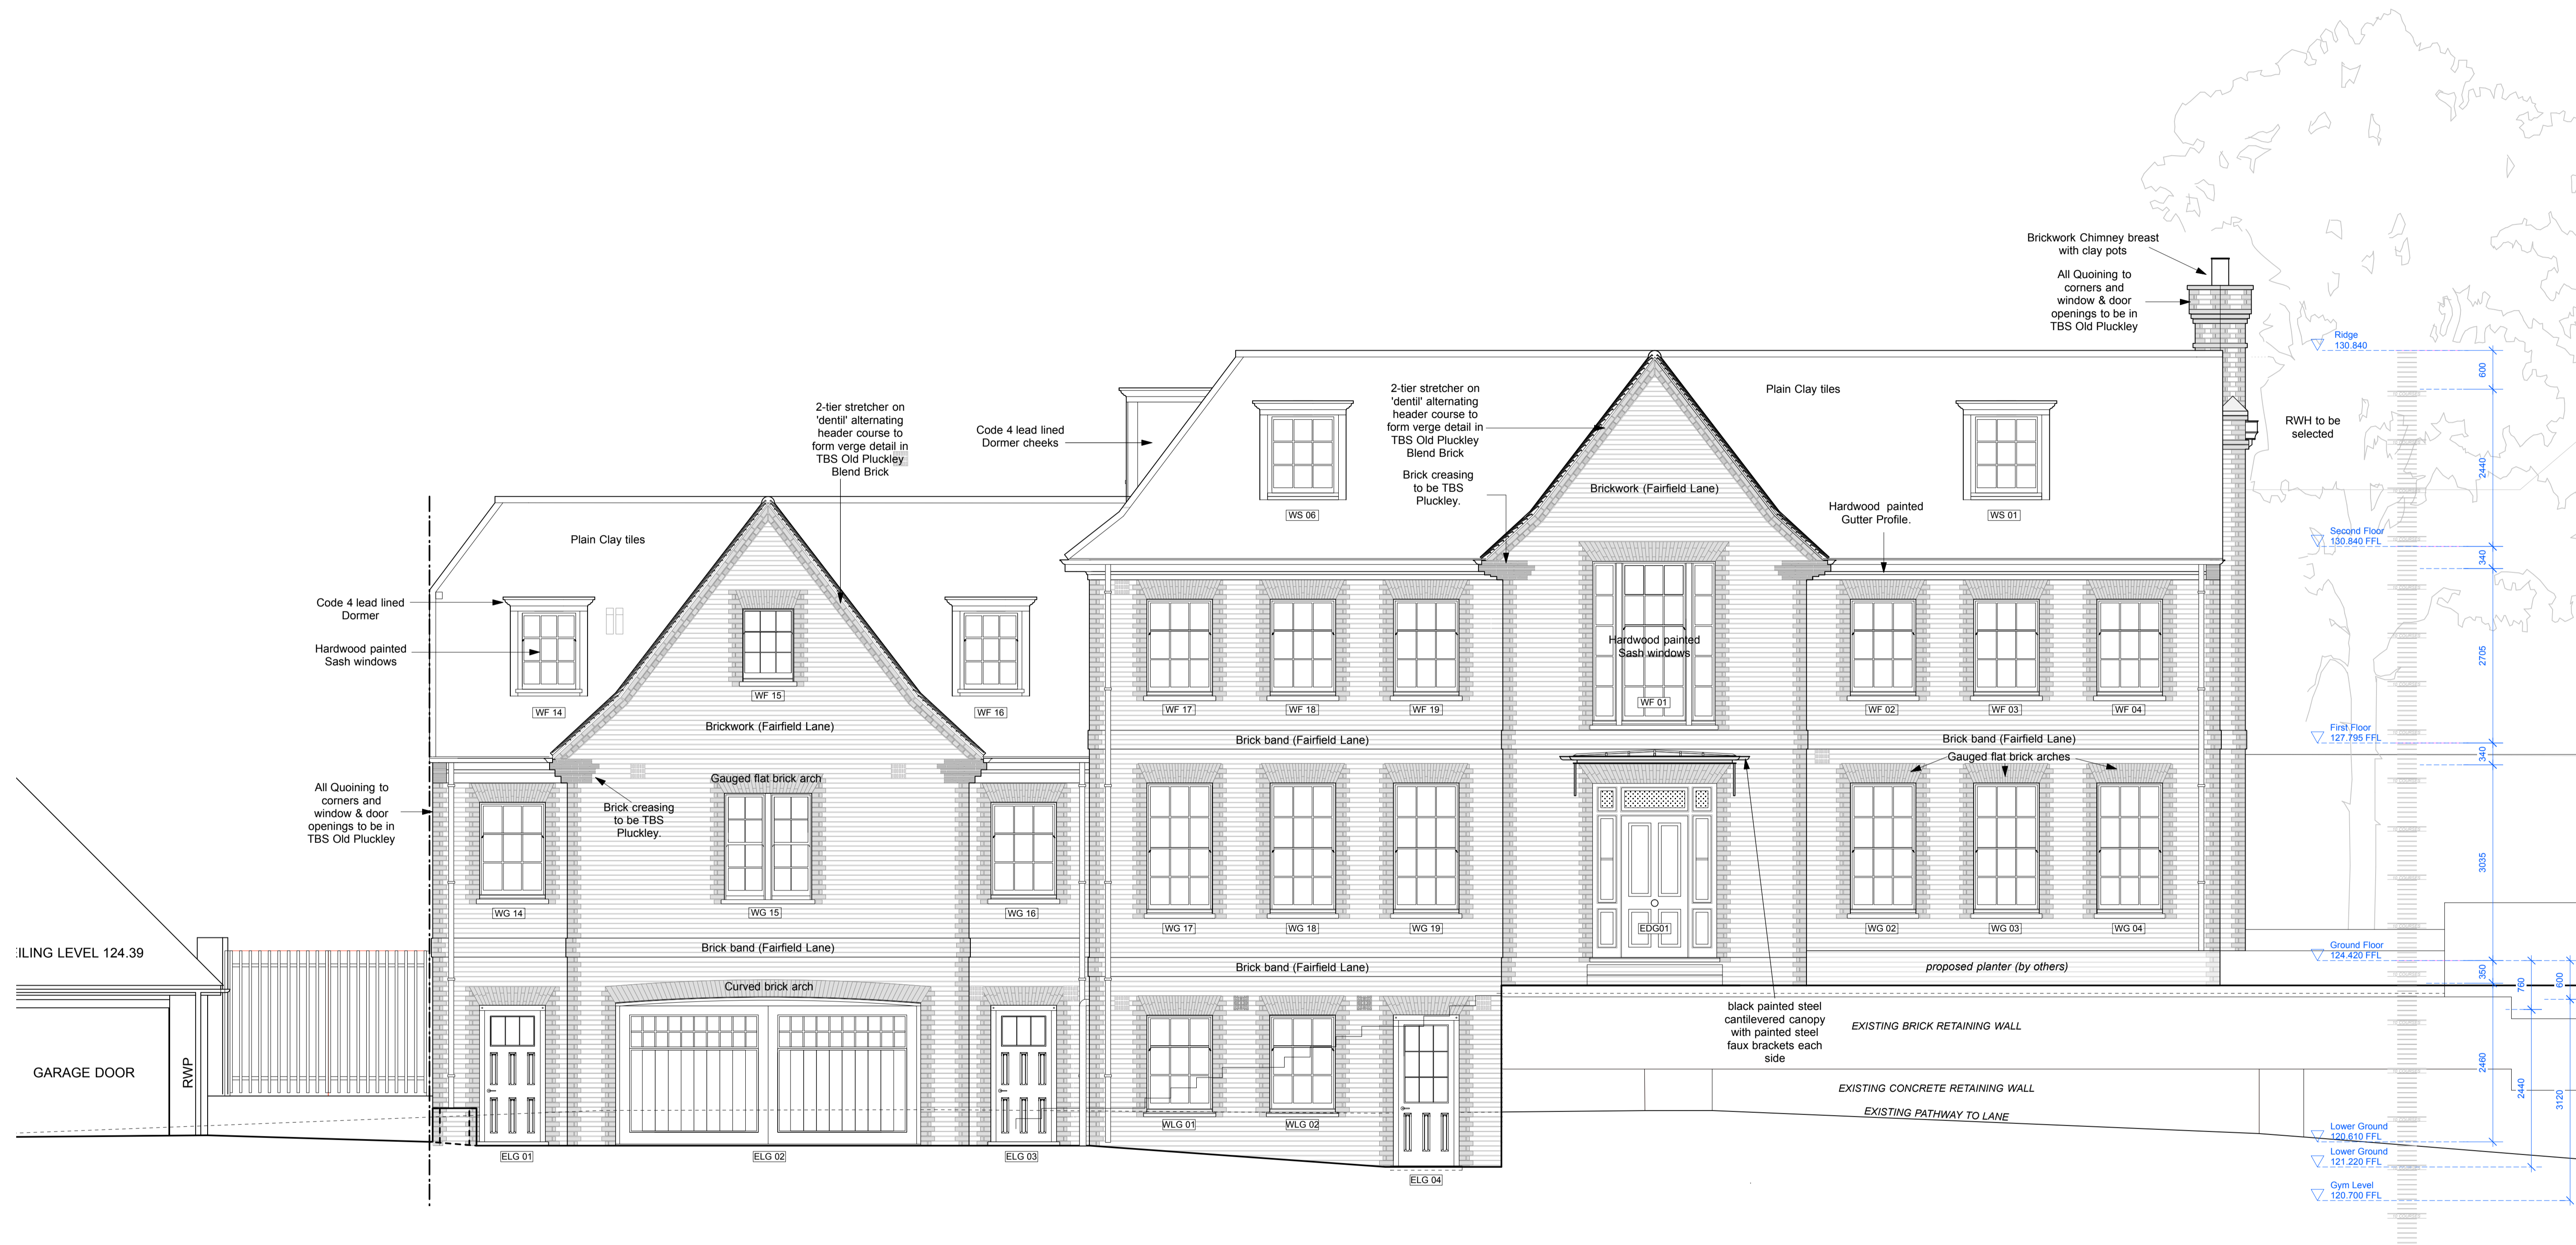 Brickwork Chimney breast
with clay pots
All Quoining to
corners and
window & door
openings to be in
TBS Old Pluckley
Ridge
130.840
600
2-tier stretcher on
'dentil' alternating
header course to
form verge detail in
TBS Old Pluckley
Blend Brick
Plain Clay tiles
2-tier stretcher on
'dentil' alternating
header course to
form verge detail in
TBS Old Pluckley
Blend Brick
Code 4 lead lined
Dormer cheeks
RWH to be
selected
2440
Brick creasing
to be TBS
Pluckley.
Brickwork (Fairfield Lane)
WS 06
WS 01
Hardwood painted
Gutter Profile.
Plain Clay tiles
Second Floor
130.840 FFL
340
Code 4 lead lined
Dormer
Hardwood painted
Sash windows
Hardwood painted
Sash windows
2705
WF 14
WF 15
WF 16
WF 17
WF 18
WF 19
WF 01
WF 02
WF 03
WF 04
Brickwork (Fairfield Lane)
Brick band (Fairfield Lane)
Brick band (Fairfield Lane)
First Floor
127.795 FFL
340
Gauged flat brick arches
Gauged flat brick arch
All Quoining to
corners and
window & door
openings to be in
TBS Old Pluckley
Brick creasing
to be TBS
Pluckley.
3035
WG 14
WG 15
WG 16
WG 17
WG 18
WG 19
EDG01
WG 02
WG 03
WG 04
Brick band (Fairfield Lane)
Ground Floor
124.420 FFL
EILING LEVEL 124.39
Brick band (Fairfield Lane)
proposed planter (by others)
350
760
600
Curved brick arch
black painted steel
cantilevered canopy
with painted steel
faux brackets each
side
EXISTING BRICK RETAINING WALL
GARAGE DOOR
RWP
EXISTING CONCRETE RETAINING WALL
2460
2440
3120
EXISTING PATHWAY TO LANE
WLG 01
WLG 02
Lower Ground
120.610 FFL
ELG 01
ELG 02
ELG 03
Lower Ground
121.220 FFL
ELG 04
Gym Level
120.700 FFL